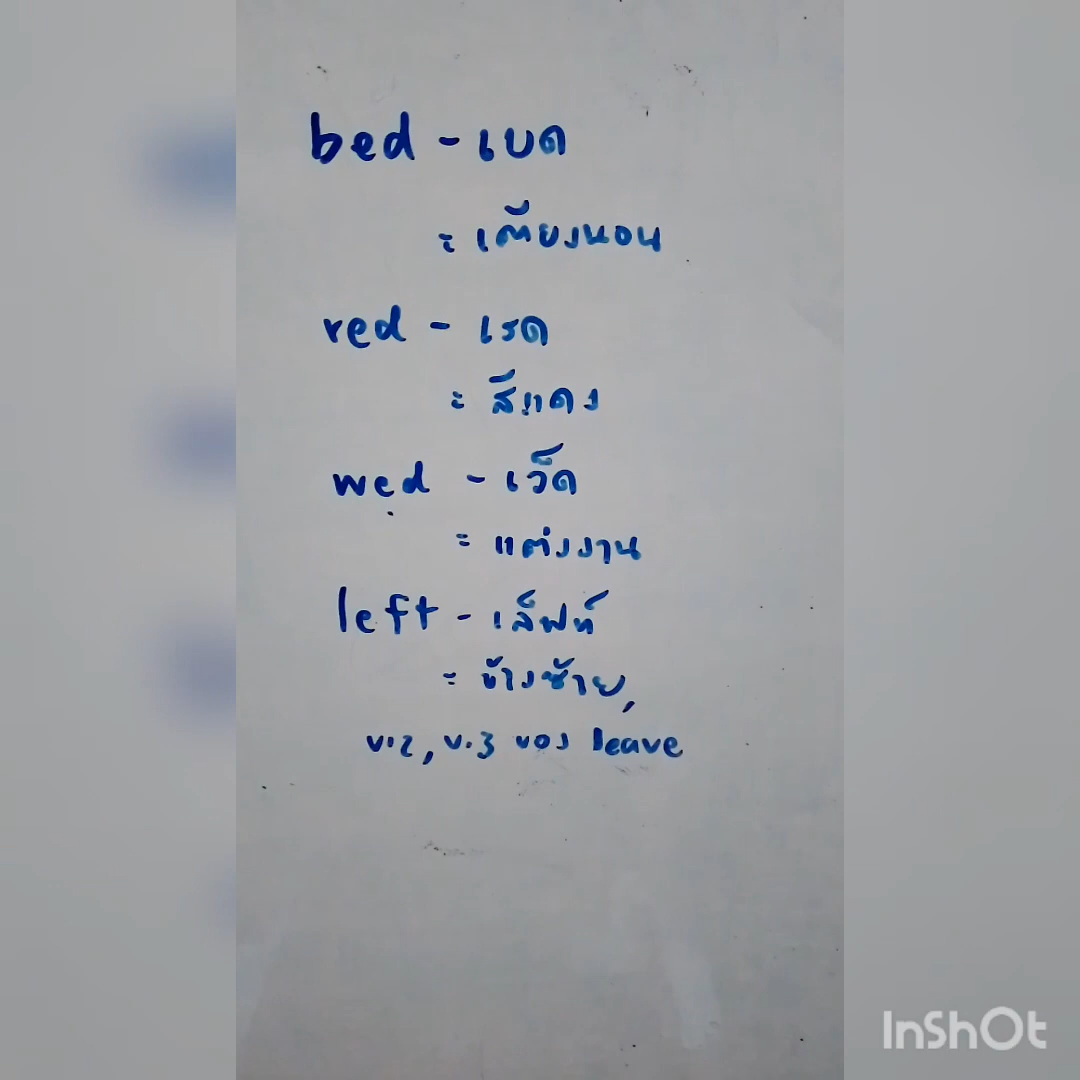 bed - เบด
= เตียงนอน
red - เรด
= สีแดง
wed - เว็ด
= แต่งงาน
left - เล็ฟท์
= ข้างซ้าย,
v.2, v.3 ของ leave
InShOt